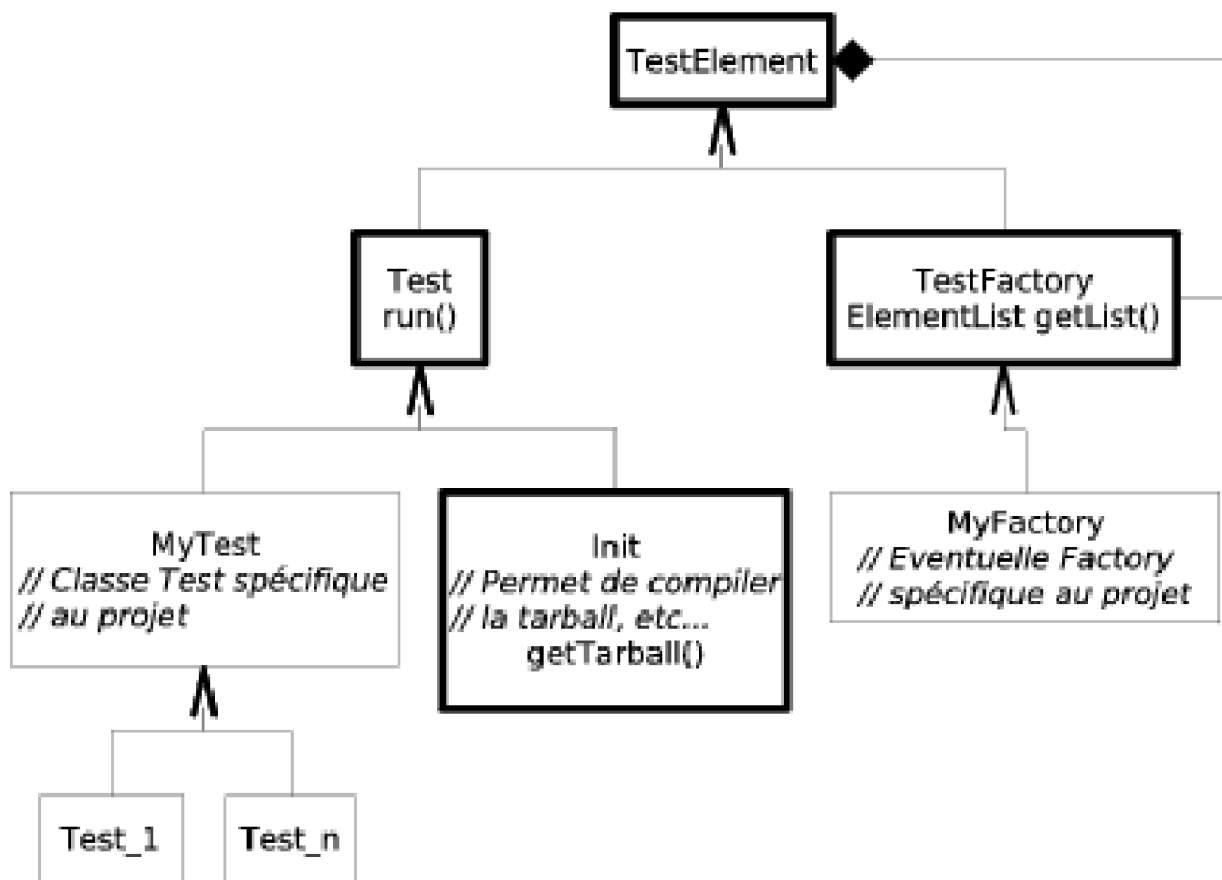 TestElement
Test
run()
TestFactory
ElementList getList()
MyTest
// Classe Test spécifique
// au projet
Init
// Permet de compiler
// la tarball, etc...
getTarball()
MyFactory
// Eventuelle Factory
// spécifique au projet
Test_1
Test_n